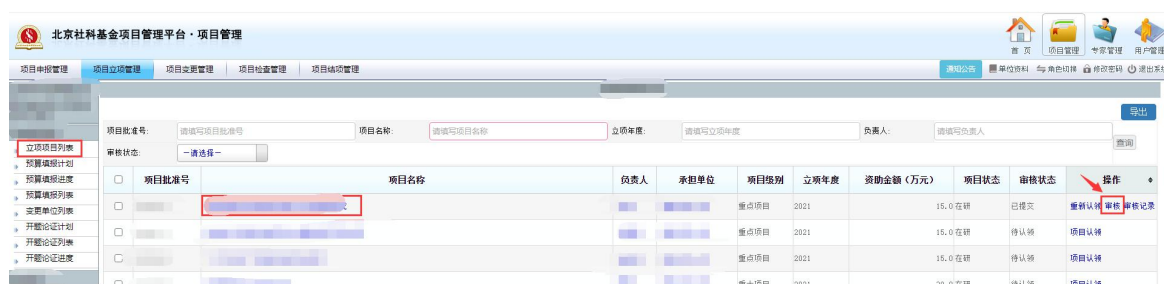 北京社科基金项目管理平台·项目管理
首页 项目管理 专家管理 用户管理
项目申报管理 项目立项管理 项目变更管理 项目检查管理 项目结项管理
通知公告 单位资料 角色切换 修改密码 退出系统
导出
项目批准号: 请填写项目批准号 项目名称: 请填写项目名称 立项年度: 请填写立项年度 负责人: 请填写负责人
查询
审核状态: -请选择-
立项项目列表
预算填报计划
预算填报进度
预算填报列表
变更单位列表
开题论证计划
开题论证列表
开题论证进度
项目批准号 项目名称 负责人 承担单位 项目级别 立项年度 资助金额(万元) 项目状态 审核状态 操作
重点项目 2021 15.0 在研 已提交 重新认领 审核 审核记录
重点项目 2021 15.0 在研 待认领 项目认领
重点项目 2021 15.0 在研 待认领 项目认领